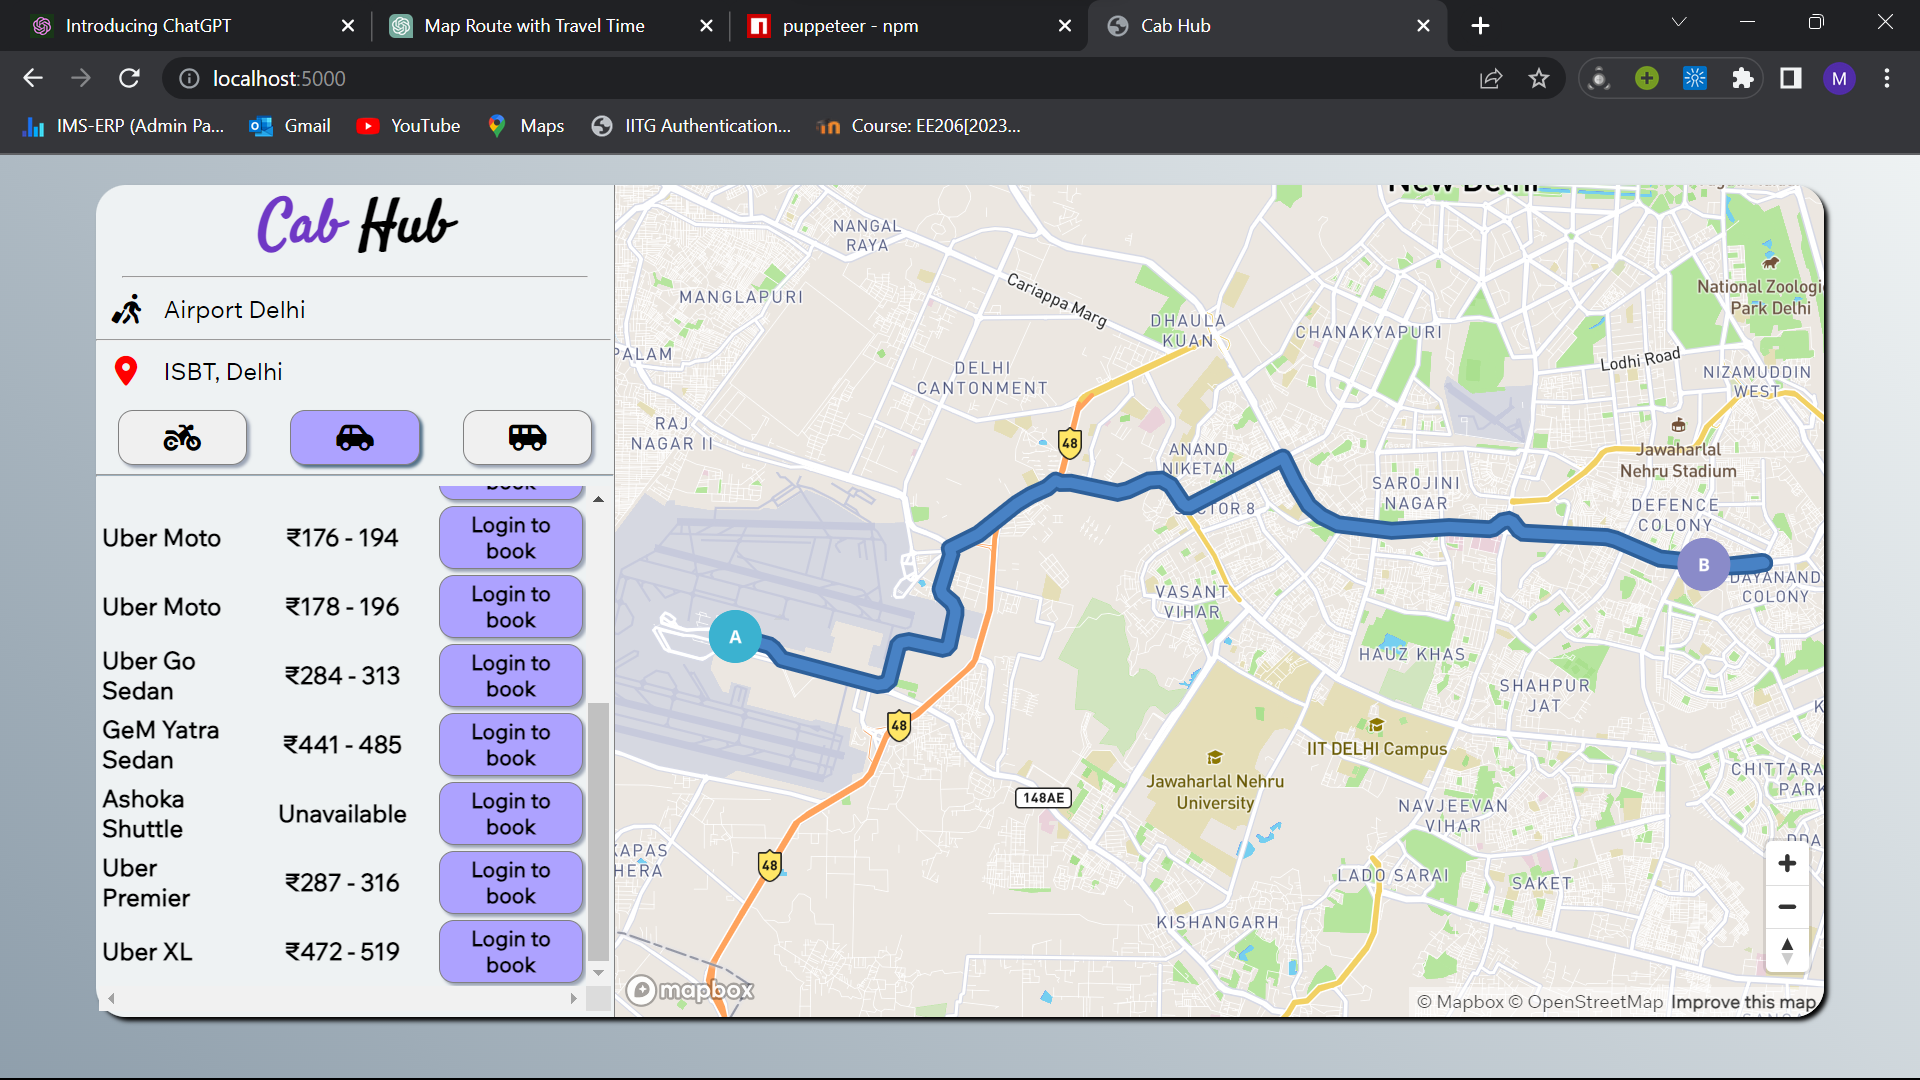 Introducing ChatGPT
Map Route with Travel Time
puppeteer - npm
Cab Hub
localhost:5000
M
IMS-ERP (Admin Pa...
Gmail
YouTube
Maps
IITG Authentication...
Course: EE206[2023...
Cab Hub
Airport Delhi
ISBT, Delhi
book
Uber Moto ₹176 - 194 Login to book
Uber Moto ₹178 - 196 Login to book
Uber Go Sedan ₹284 - 313 Login to book
GeM Yatra Sedan ₹441 - 485 Login to book
Ashoka Shuttle Unavailable Login to book
Uber Premier ₹287 - 316 Login to book
Uber XL ₹472 - 519 Login to book
New Delhi
NANGAL
RAYA
MANGLAPURI
Cariappa Marg
DHAULA
KUAN
CHANAKYAPURI
National Zoologi
Park Delhi
PALAM
DELHI
CANTONMENT
Lodhi Road
NIZAMUDDIN
WEST
RAJ
NAGAR II
48
ANAND
NIKETAN
Jawaharlal
Nehru Stadium
SAROJINI
NAGAR
DEFENCE
COLONY
SECTOR 8
B
DAYANAND
COLONY
VASANT
VIHAR
A
HAUZ KHAS
SHAHPUR
JAT
48
IIT DELHI Campus
Jawaharlal Nehru
University
CHITTARA
PARK
148AE
NAVJEEVAN
VIHAR
KAPAS
HERA
48
LADO SARAI
SAKET
KISHANGARH
mapbox
© Mapbox © OpenStreetMap Improve this map